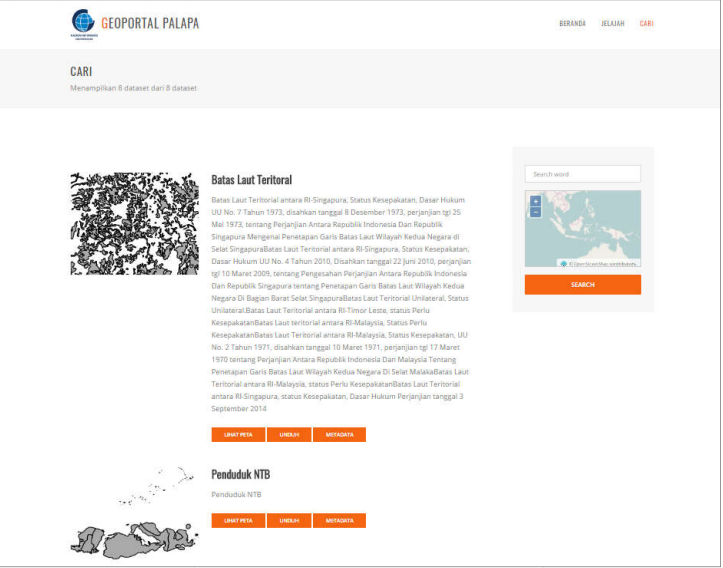 GEOPORTAL PALAPA
BERANDA JELAJAH CARI
CARI
Menampilkan 8 dataset dari 8 dataset
Batas Laut Teritoral
Batas Laut Teritorial antara RI-Singapura, Status Kesepakatan, Dasar Hukum
UU No. 7 Tahun 1973, disahkan tanggal 8 Desember 1973, perjanjian tgl 25
Mei 1973, tentang Perjanjian Antara Republik Indonesia Dan Republik
Singapura Mengenai Penetapan Garis Batas Laut Wilayah Kedua Negara di
Selat SingapuraBatas Laut Teritorial antara RI-Singapura, Status Kesepakatan,
Dasar Hukum UU No. 4 Tahun 2010, Disahkan tanggal 22 Juni 2010, perjanjian
tgl 10 Maret 2009, tentang Pengesahan Perjanjian Antara Republik Indonesia
Dan Republik Singapura tentang Penetapan Garis Batas Laut Wilayah Kedua
Negara Di Bagian Barat Selat SingapuraBatas Laut Teritorial Unilateral, Status
Unilateral.Batas Laut Teritorial antara RI-Timor Leste, status Perlu
KesepakatanBatas Laut teritorial antara RI-Malaysia, Status Perlu
KesepakatanBatas Laut Teritorial antara RI-Malaysia, Status Kesepakatan, UU
No. 2 Tahun 1971, disahkan tanggal 10 Maret 1971, perjanjian tgl 17 Maret
1970 tentang Perjanjian Antara Republik Indonesia Dan Malaysia Tentang
Penetapan Garis Batas Laut Wilayah Kedua Negara Di Selat MalakaBatas Laut
Teritorial antara RI-Malaysia, status Perlu KesepakatanBatas Laut Teritorial
antara RI-Singapura, status Kesepakatan, Dasar Hukum Perjanjian tanggal 3
September 2014
LIHAT PETA UNDUH METADATA
Search word
+
−
© OpenStreetMap contributors.
SEARCH
Penduduk NTB
Penduduk NTB
LIHAT PETA UNDUH METADATA